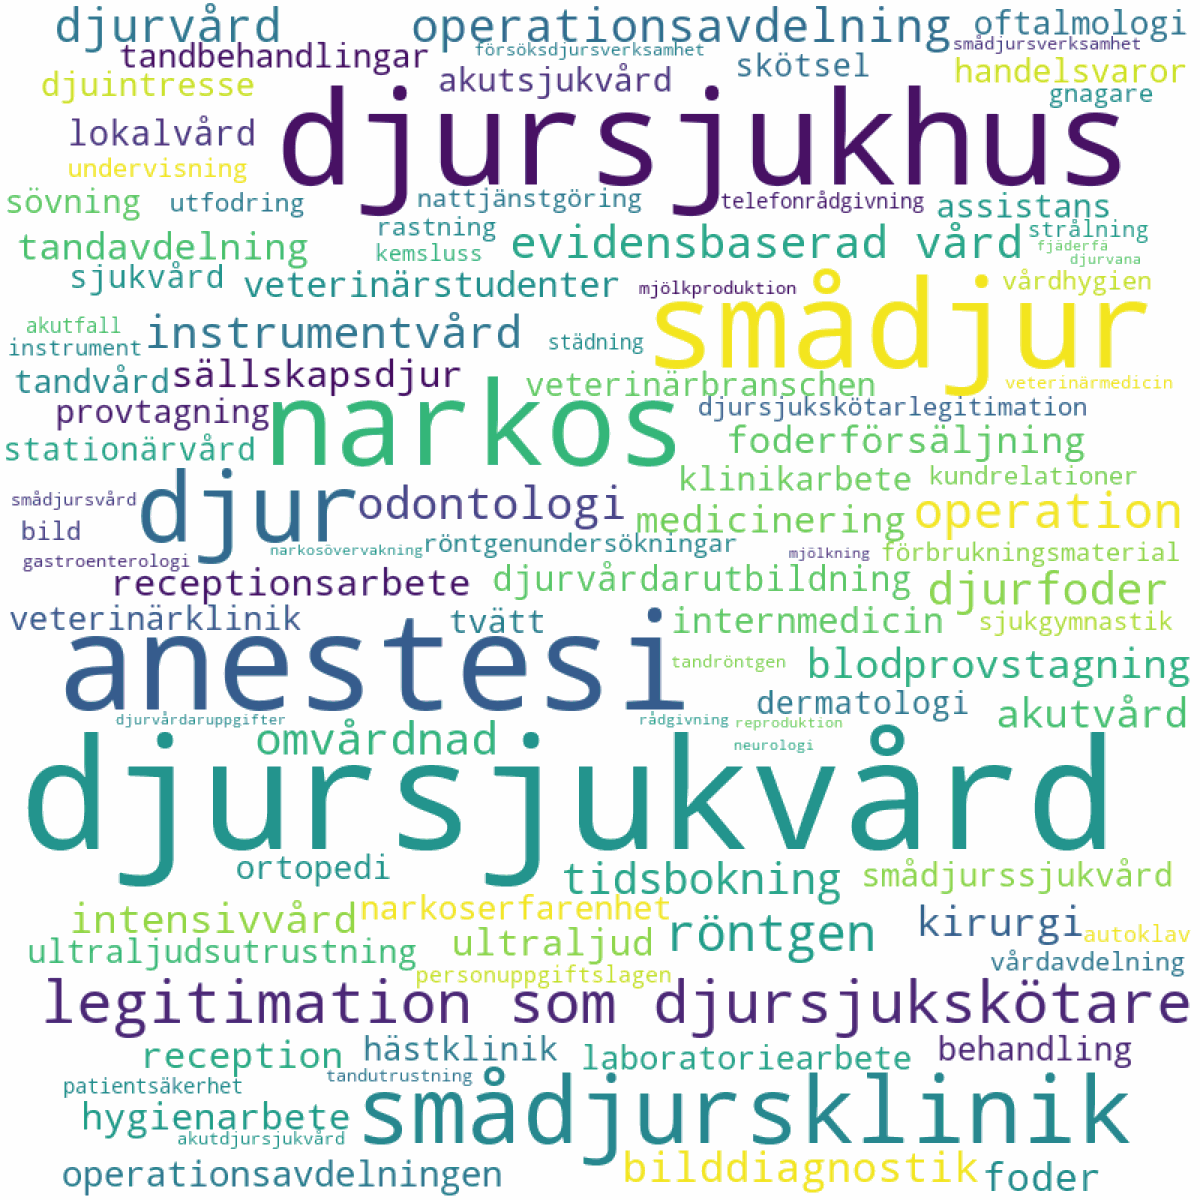 djurvård operationsavdelning oftalmologi
tandbehandlingar försöksdjursverksamhet smådjursverksamhet
djuintresse akutsjukvård skötsel handelsvaror
gnagare
lokalvård djursjukhus
undervisning
sövning utfodring nattjänstgöring telefonrådgivning assistans
rastning strålning
tandavdelning kemsluss evidensbaserad vård fjäderfä
djurvana
sjukvård veterinärstudenter mjölkproduktion vårdhygien
akutfall instrumentvård smådjur
instrument städning
tandvård sällskapsdjur veterinärbranschen veterinärmedicin
provtagning narkos djursjukskötarlegitimation
stationärvård foderförsäljning
klinikarbete kundrelationer
smådjursvård djur odontologi medicinering operation
bild
gastroenterologi narkosövervakning röntgenundersökningar mjölkning förbrukningsmaterial
receptionsarbete djurvårdarutbildning djurfoder
veterinärklinik tvätt internmedicin sjukgymnastik
anestesi tandröntgen blodprovstagning
dermatologi akutvård
djurvårdaruppgifter rådgivning reproduktion
omvårdnad neurologi
djursjukvård
ortopedi tidsbokning smådjurssjukvård
intensivvård narkoserfarenhet röntgen kirurgi autoklav
ultraljudsutrustning ultraljud vårdavdelning
personuppgiftslagen
legitimation som djursjukskötare
reception hästklinik laboratoriearbete behandling
patientsäkerhet tandutrustning
hygienarbete smådjursklinik
akutdjursjukvård
operationsavdelningen bilddiagnostik foder